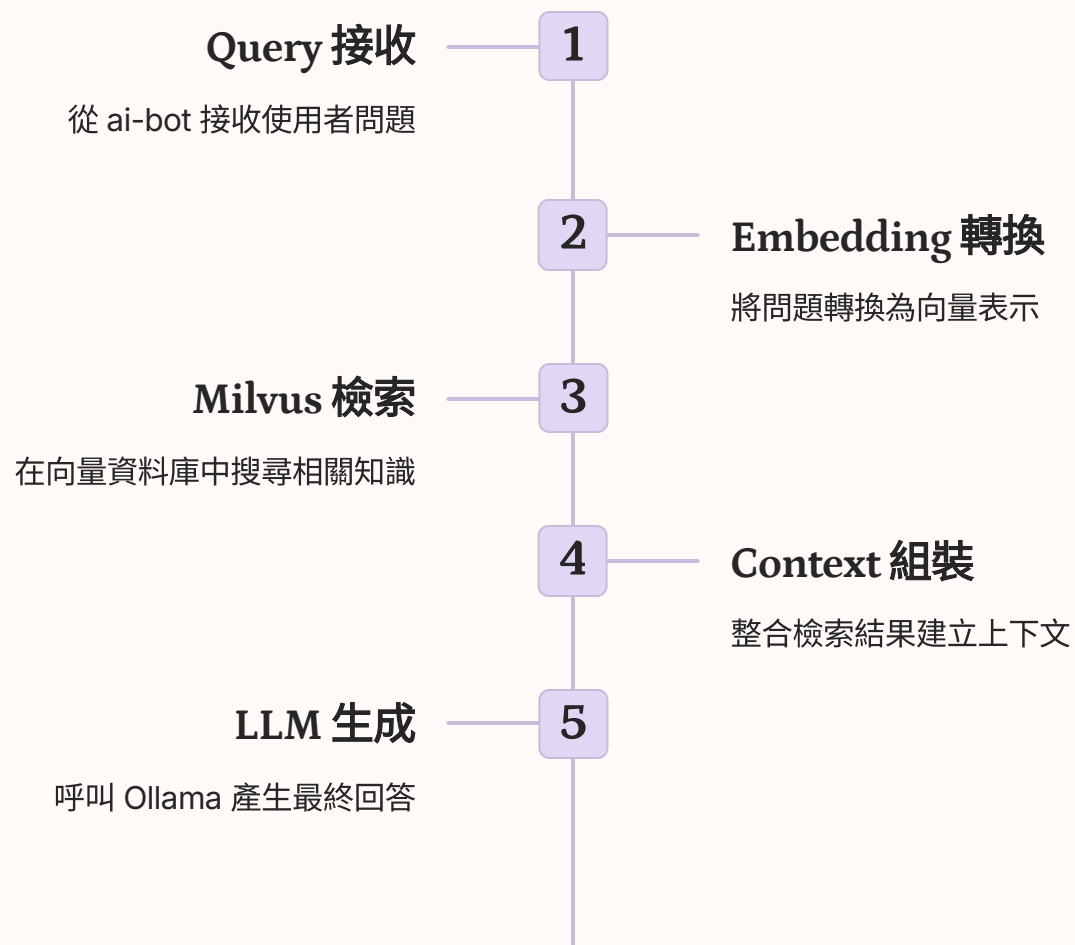 Query 接收
1
從 ai-bot 接收使用者問題
2
Embedding 轉換
將問題轉換為向量表示
Milvus 檢索
3
在向量資料庫中搜尋相關知識
4
Context 組裝
整合檢索結果建立上下文
LLM 生成
5
呼叫 Ollama 產生最終回答